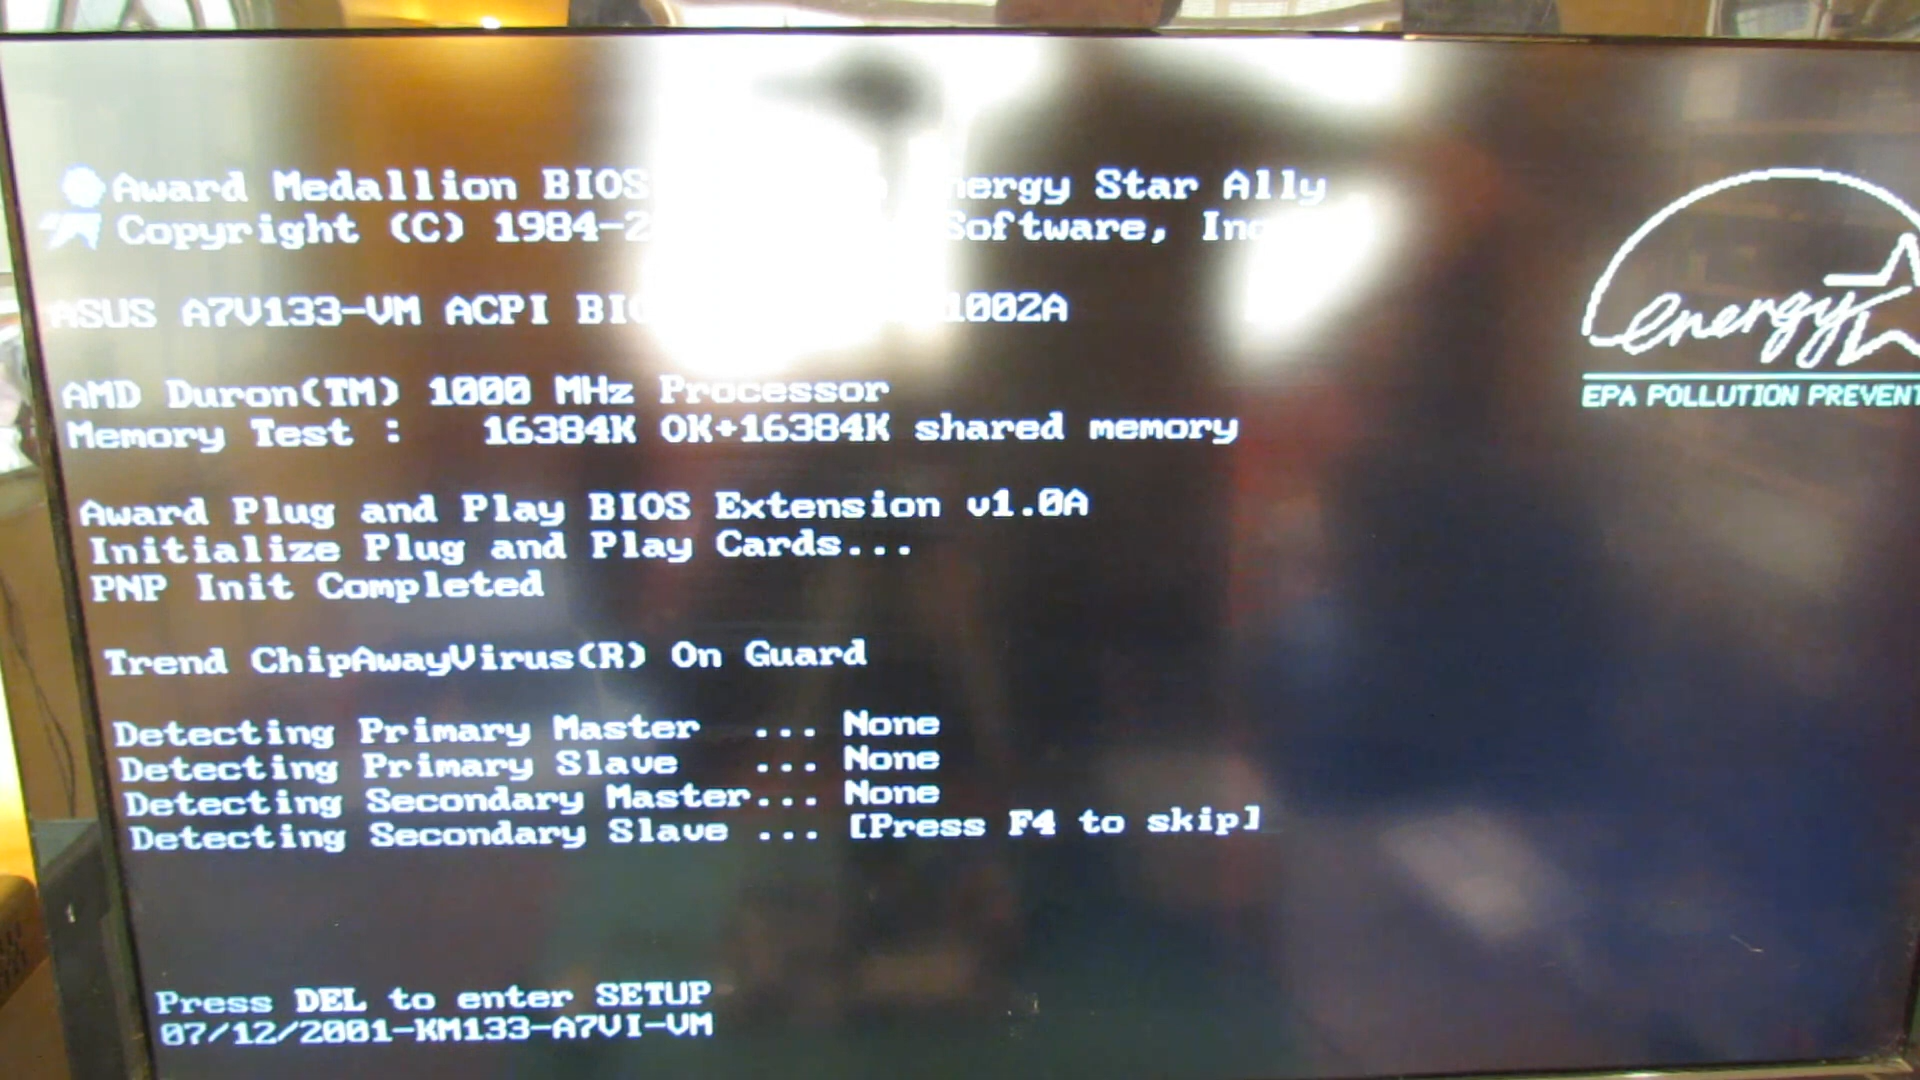 Award Medallion BIOS Energy Star Ally
Copyright (C) 1984-2 Software, Inc
ASUS A7V133-VM ACPI BIO 1002A
AMD Duron(TM) 1000 MHz Processor
Memory Test : 16384K OK+16384K shared memory
Award Plug and Play BIOS Extension v1.0A
Initialize Plug and Play Cards...
PNP Init Completed
Trend ChipAwayVirus(R) On Guard
Detecting Primary Master ... None
Detecting Primary Slave ... None
Detecting Secondary Master... None
Detecting Secondary Slave ... [Press F4 to skip]
Press DEL to enter SETUP
07/12/2001-KM133-A7VI-VM
energy
EPA POLLUTION PREVENT